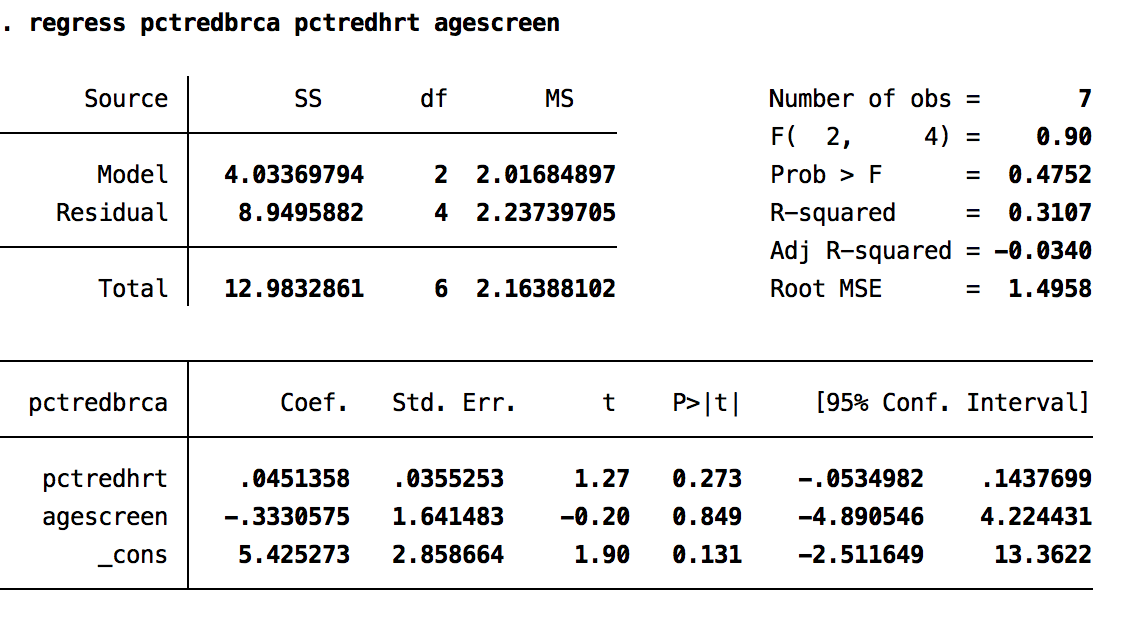 . regress pctredbrca pctredhrt agescreen
Source SS df MS Number of obs = 7
F( 2, 4) = 0.90
Model 4.03369794 2 2.01684897 Prob > F = 0.4752
Residual 8.9495882 4 2.23739705 R-squared = 0.3107
Adj R-squared = -0.0340
Total 12.9832861 6 2.16388102 Root MSE = 1.4958
pctredbrca Coef. Std. Err. t P>|t| [95% Conf. Interval]
pctredhrt .0451358 .0355253 1.27 0.273 -.0534982 .1437699
agescreen -.3330575 1.641483 -0.20 0.849 -4.890546 4.224431
_cons 5.425273 2.858664 1.90 0.131 -2.511649 13.3622